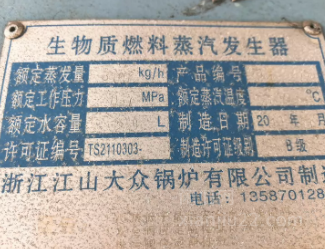 生物质燃料蒸汽发生器
额定蒸发量 kg/h 产品编号
额定工作压力 MPa 额定蒸汽温度 ℃
额定水容量 L 制造日期 20 年 月
许可证编号 TS2110303- 制造许可证级别 B级
浙江江山大众锅炉有限公司制造
电话：135870128